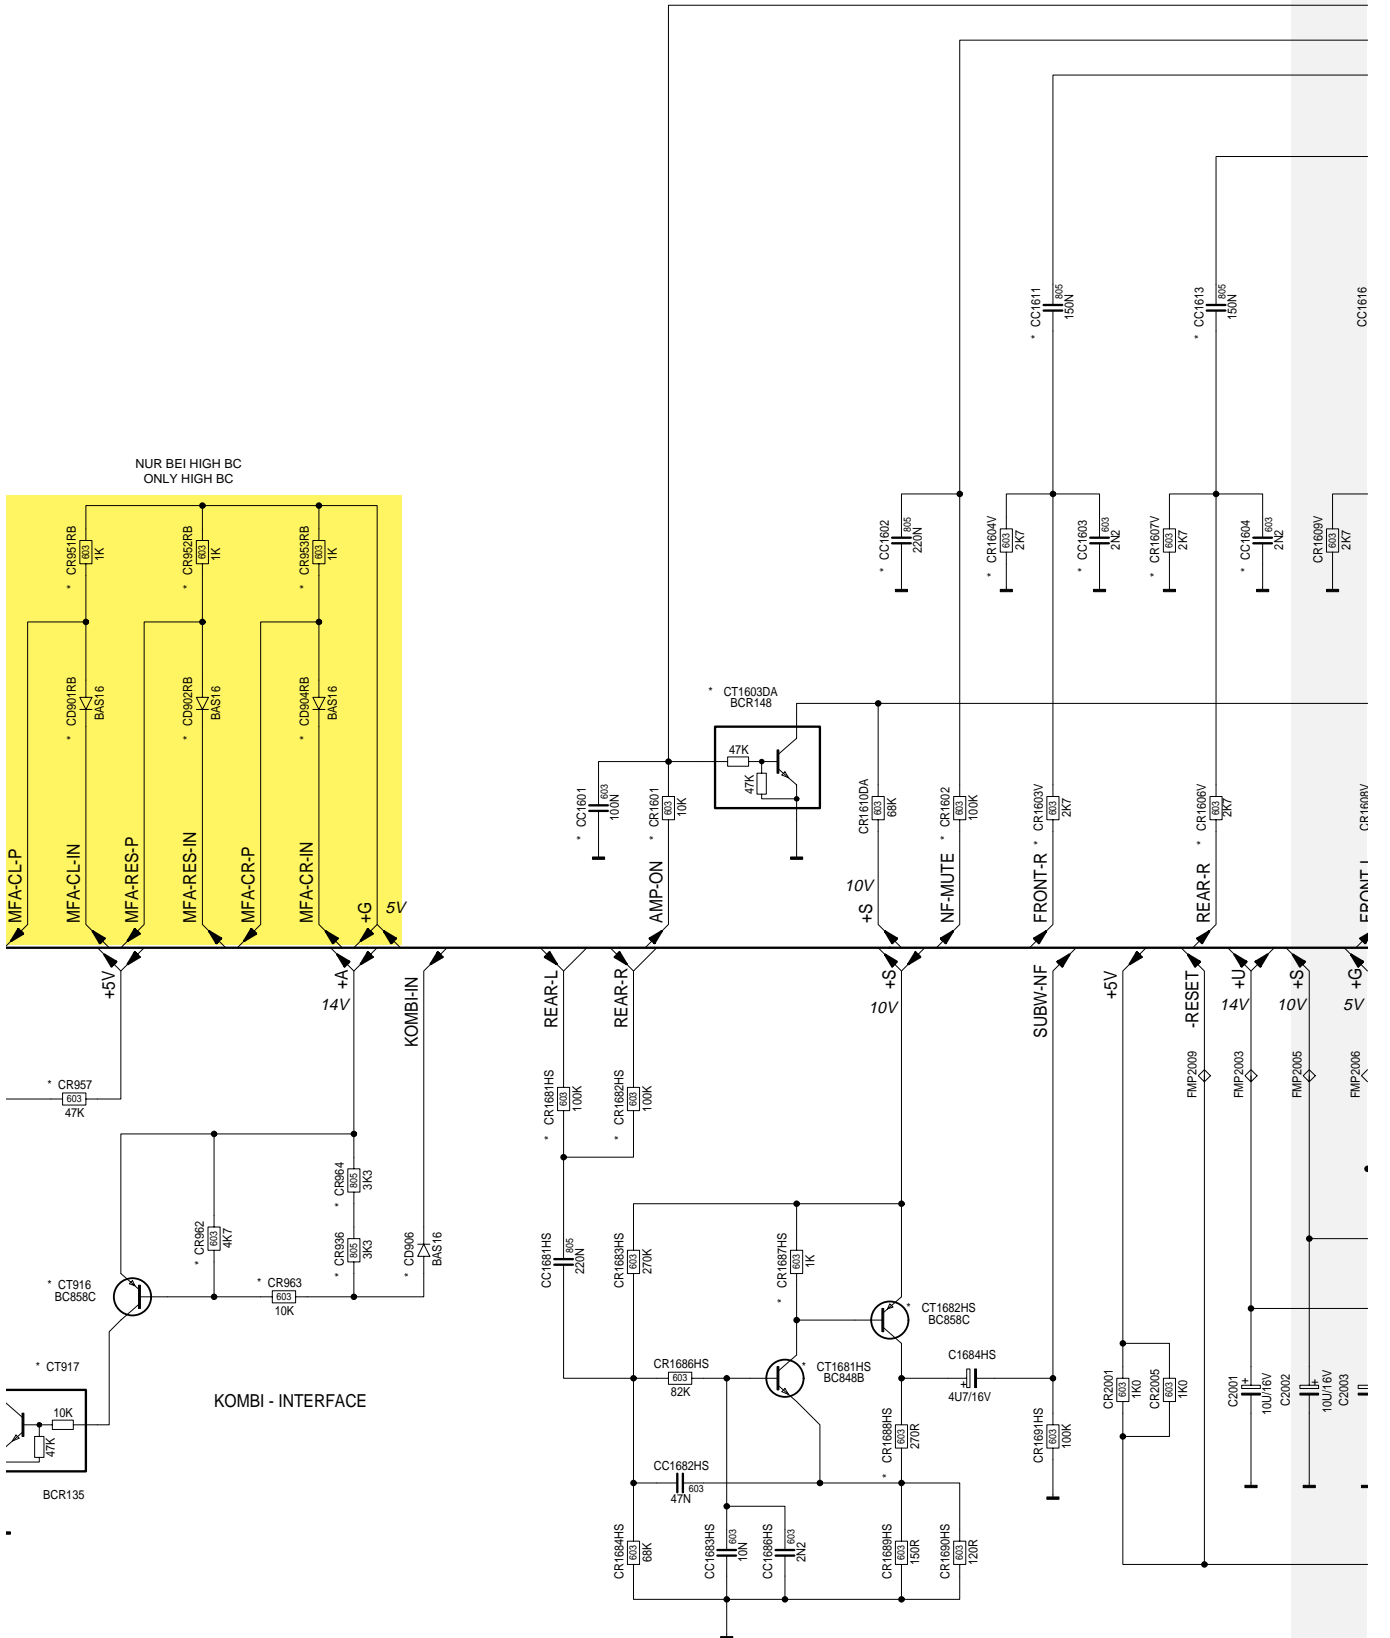 NUR BEI HIGH BC
ONLY HIGH BC
* CR951RB
603
1K
* CR952RB
603
1K
* CR953RB
603
1K
* CD901RB
BAS16
* CD902RB
BAS16
* CD904RB
BAS16
MFA-CL-P
MFA-CL-IN
MFA-RES-P
MFA-RES-IN
MFA-CR-P
MFA-CR-IN
+G
5V
* CC1611
805
150N
* CC1613
805
150N
CC1616
* CC1602
805
220N
* CR1604V
603
2K7
* CC1603
603
2N2
* CR1607V
603
2K7
* CC1604
603
2N2
CR1609V
603
2K7
* CT1603DA
BCR148
47K
47K
* CC1601
603
100N
* CR1601
603
10K
CR1610DA
603
68K
* CR1602
603
100K
* CR1603V
603
2K7
* CR1606V
603
2K7
CR1608V
AMP-ON
10V
+S
NF-MUTE
FRONT-R
REAR-R
FRONT-L
+5V
+A
14V
KOMBI-IN
REAR-L
REAR-R
+S
10V
SUBW-NF
+5V
-RESET
+U
14V
+S
10V
+G
5V
FMP2009
FMP2003
FMP2005
FMP2006
* CR957
603
47K
* CR1681HS
603
100K
* CR1682HS
603
100K
* CR964
805
3K3
* CR962
603
4K7
* CR936
805
3K3
* CD906
BAS16
* CT916
BC858C
* CR963
603
10K
* CT917
10K
47K
BCR135
KOMBI - INTERFACE
CC1681HS
805
220N
CR1683HS
603
270K
* CR1687HS
603
1K
* CT1682HS
BC858C
CR1686HS
603
82K
* CT1681HS
BC848B
C1684HS
+
4U7/16V
* CR1688HS
603
270R
CR1691HS
603
100K
CC1682HS
603
47N
CR1684HS
603
68K
CC1683HS
603
10N
CC1686HS
603
2N2
CR1689HS
603
150R
CR1690HS
603
120R
CR2001
603
1K0
CR2005
603
1K0
C2001
+
10U/16V
C2002
+
10U/16V
C2003